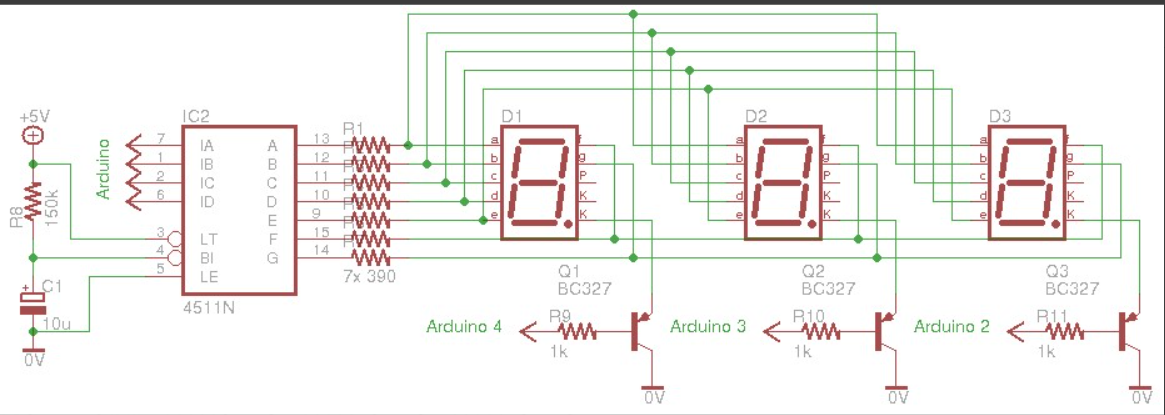 +5V
R8
150k
C1
10u
0V
Arduino
7
1
2
6
3
4
5
IC2
IA
IB
IC
ID
LT
BI
LE
A
B
C
D
E
F
G
4511N
13
12
11
10
9
15
14
R1
7x 390
D1
a
b
c
d
e
f
g
P
K
K
D2
a
b
c
d
e
f
g
P
K
K
D3
a
b
c
d
e
f
g
P
K
K
Q1
BC327
Arduino 4
R9
1k
0V
Q2
BC327
Arduino 3
R10
1k
0V
Q3
BC327
Arduino 2
R11
1k
0V